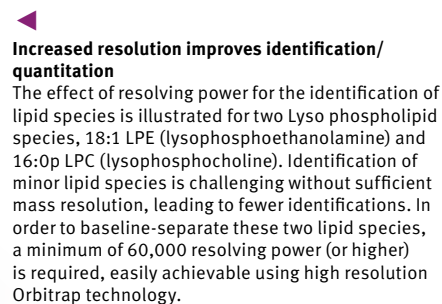 Increased resolution improves identification/
quantitation
The effect of resolving power for the identification of
lipid species is illustrated for two Lyso phospholipid
species, 18:1 LPE (lysophosphoethanolamine) and
16:0p LPC (lysophosphocholine). Identification of
minor lipid species is challenging without sufficient
mass resolution, leading to fewer identifications. In
order to baseline-separate these two lipid species,
a minimum of 60,000 resolving power (or higher)
is required, easily achievable using high resolution
Orbitrap technology.